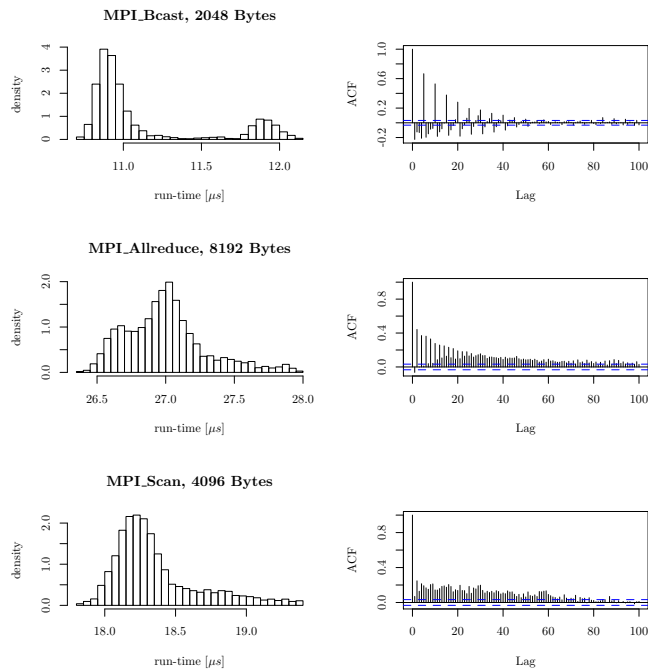 MPI_Bcast, 2048 Bytes
density
0 1 2 3 4
11.0 11.5 12.0
run-time [μs]
ACF
-0.2 0.2 0.6 1.0
0 20 40 60 80 100
Lag
MPI_Allreduce, 8192 Bytes
density
0.0 1.0 2.0
26.5 27.0 27.5 28.0
run-time [μs]
ACF
0.0 0.4 0.8
0 20 40 60 80 100
Lag
MPI_Scan, 4096 Bytes
density
0.0 1.0 2.0
18.0 18.5 19.0
run-time [μs]
ACF
0.0 0.4 0.8
0 20 40 60 80 100
Lag